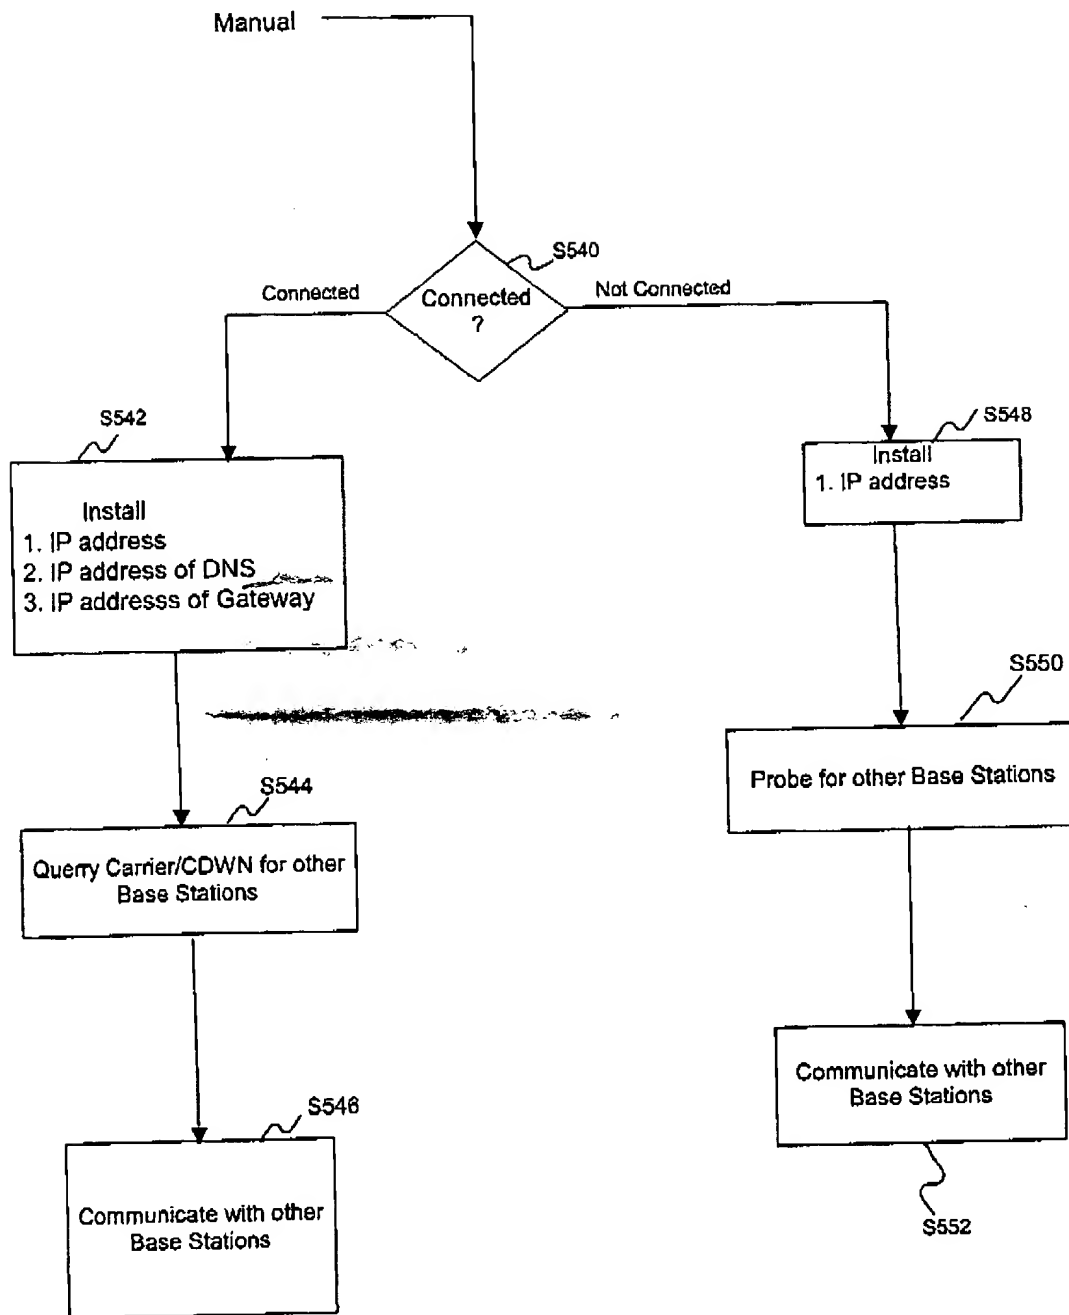 Manual
S540
Connected
Connected
?
Not Connected
S542
Install
1. IP address
2. IP address of DNS
3. IP addresss of Gateway
S548
Install
1. IP address
S550
Probe for other Base Stations
S544
Querry Carrier/CDWN for other
Base Stations
Communicate with other
Base Stations
S552
S546
Communicate with other
Base Stations